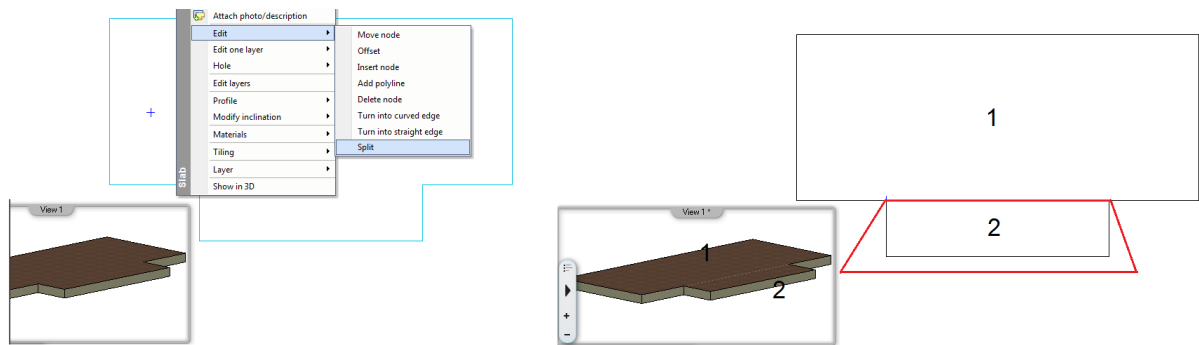 Attach photo/description
Edit
Edit one layer
Hole
Edit layers
Profile
Modify inclination
Materials
Tiling
Layer
Show in 3D
Slab
Move node
Offset
Insert node
Add polyline
Delete node
Turn into curved edge
Turn into straight edge
Split
View 1
1
2
View 1 *
1
2